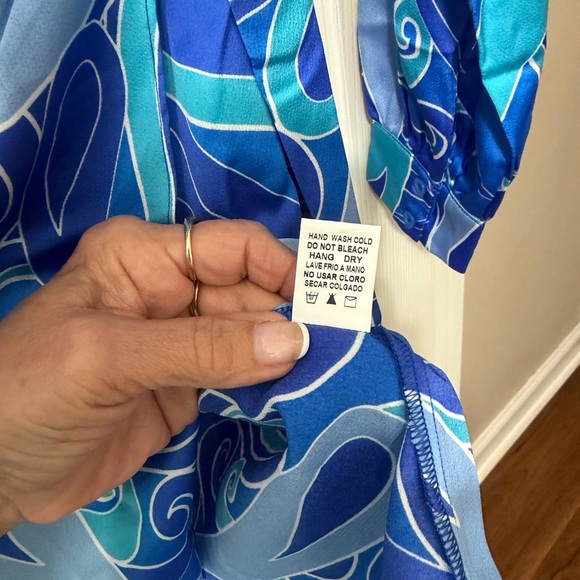 HAND WASH COLD
DO NOT BLEACH
HANG DRY
LAVE FRIO A MANO
NO USAR CLORO
SECAR COLGADO